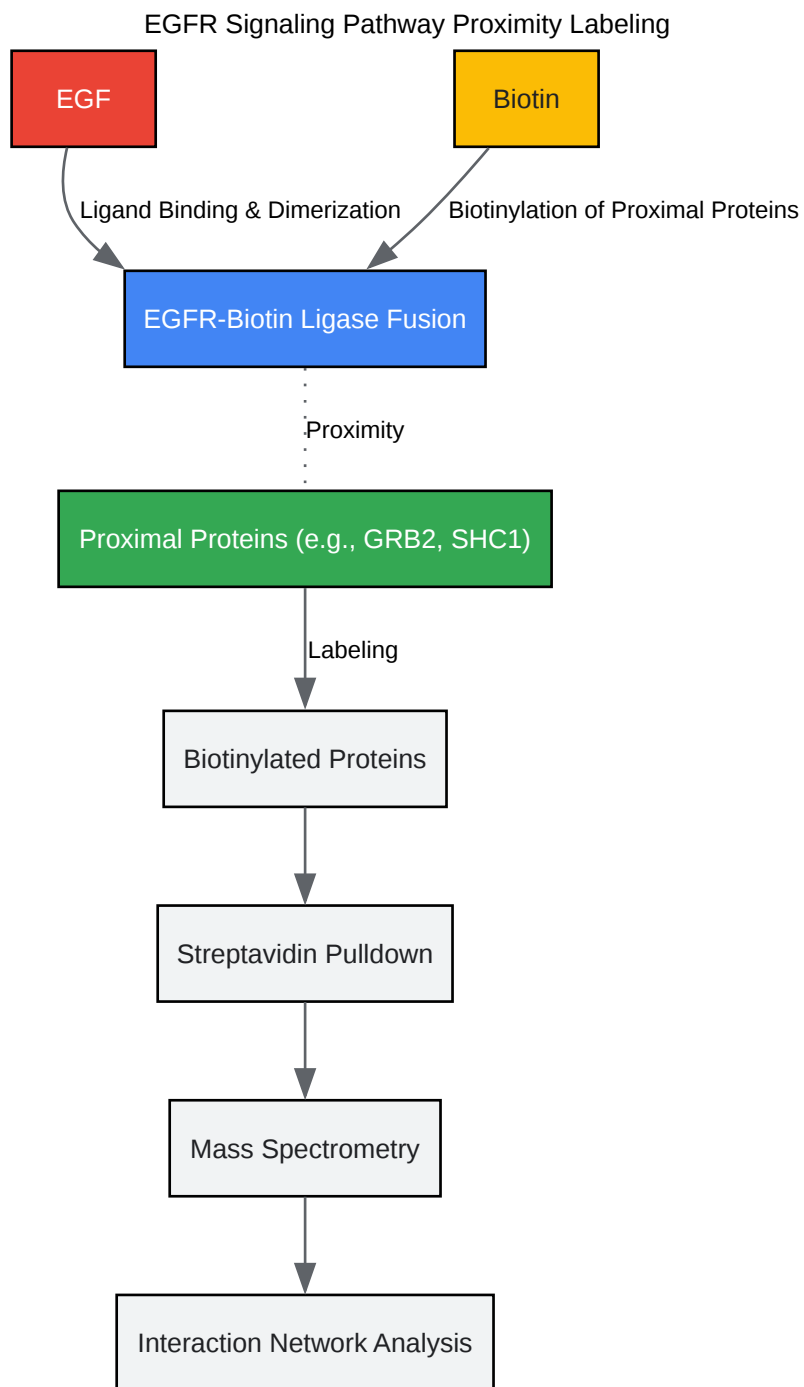 EGFR Signaling Pathway Proximity Labeling
EGF
Biotin
Ligand Binding & Dimerization
Biotinylation of Proximal Proteins
EGFR-Biotin Ligase Fusion
Proximity
Proximal Proteins (e.g., GRB2, SHC1)
Labeling
Biotinylated Proteins
Streptavidin Pulldown
Mass Spectrometry
Interaction Network Analysis